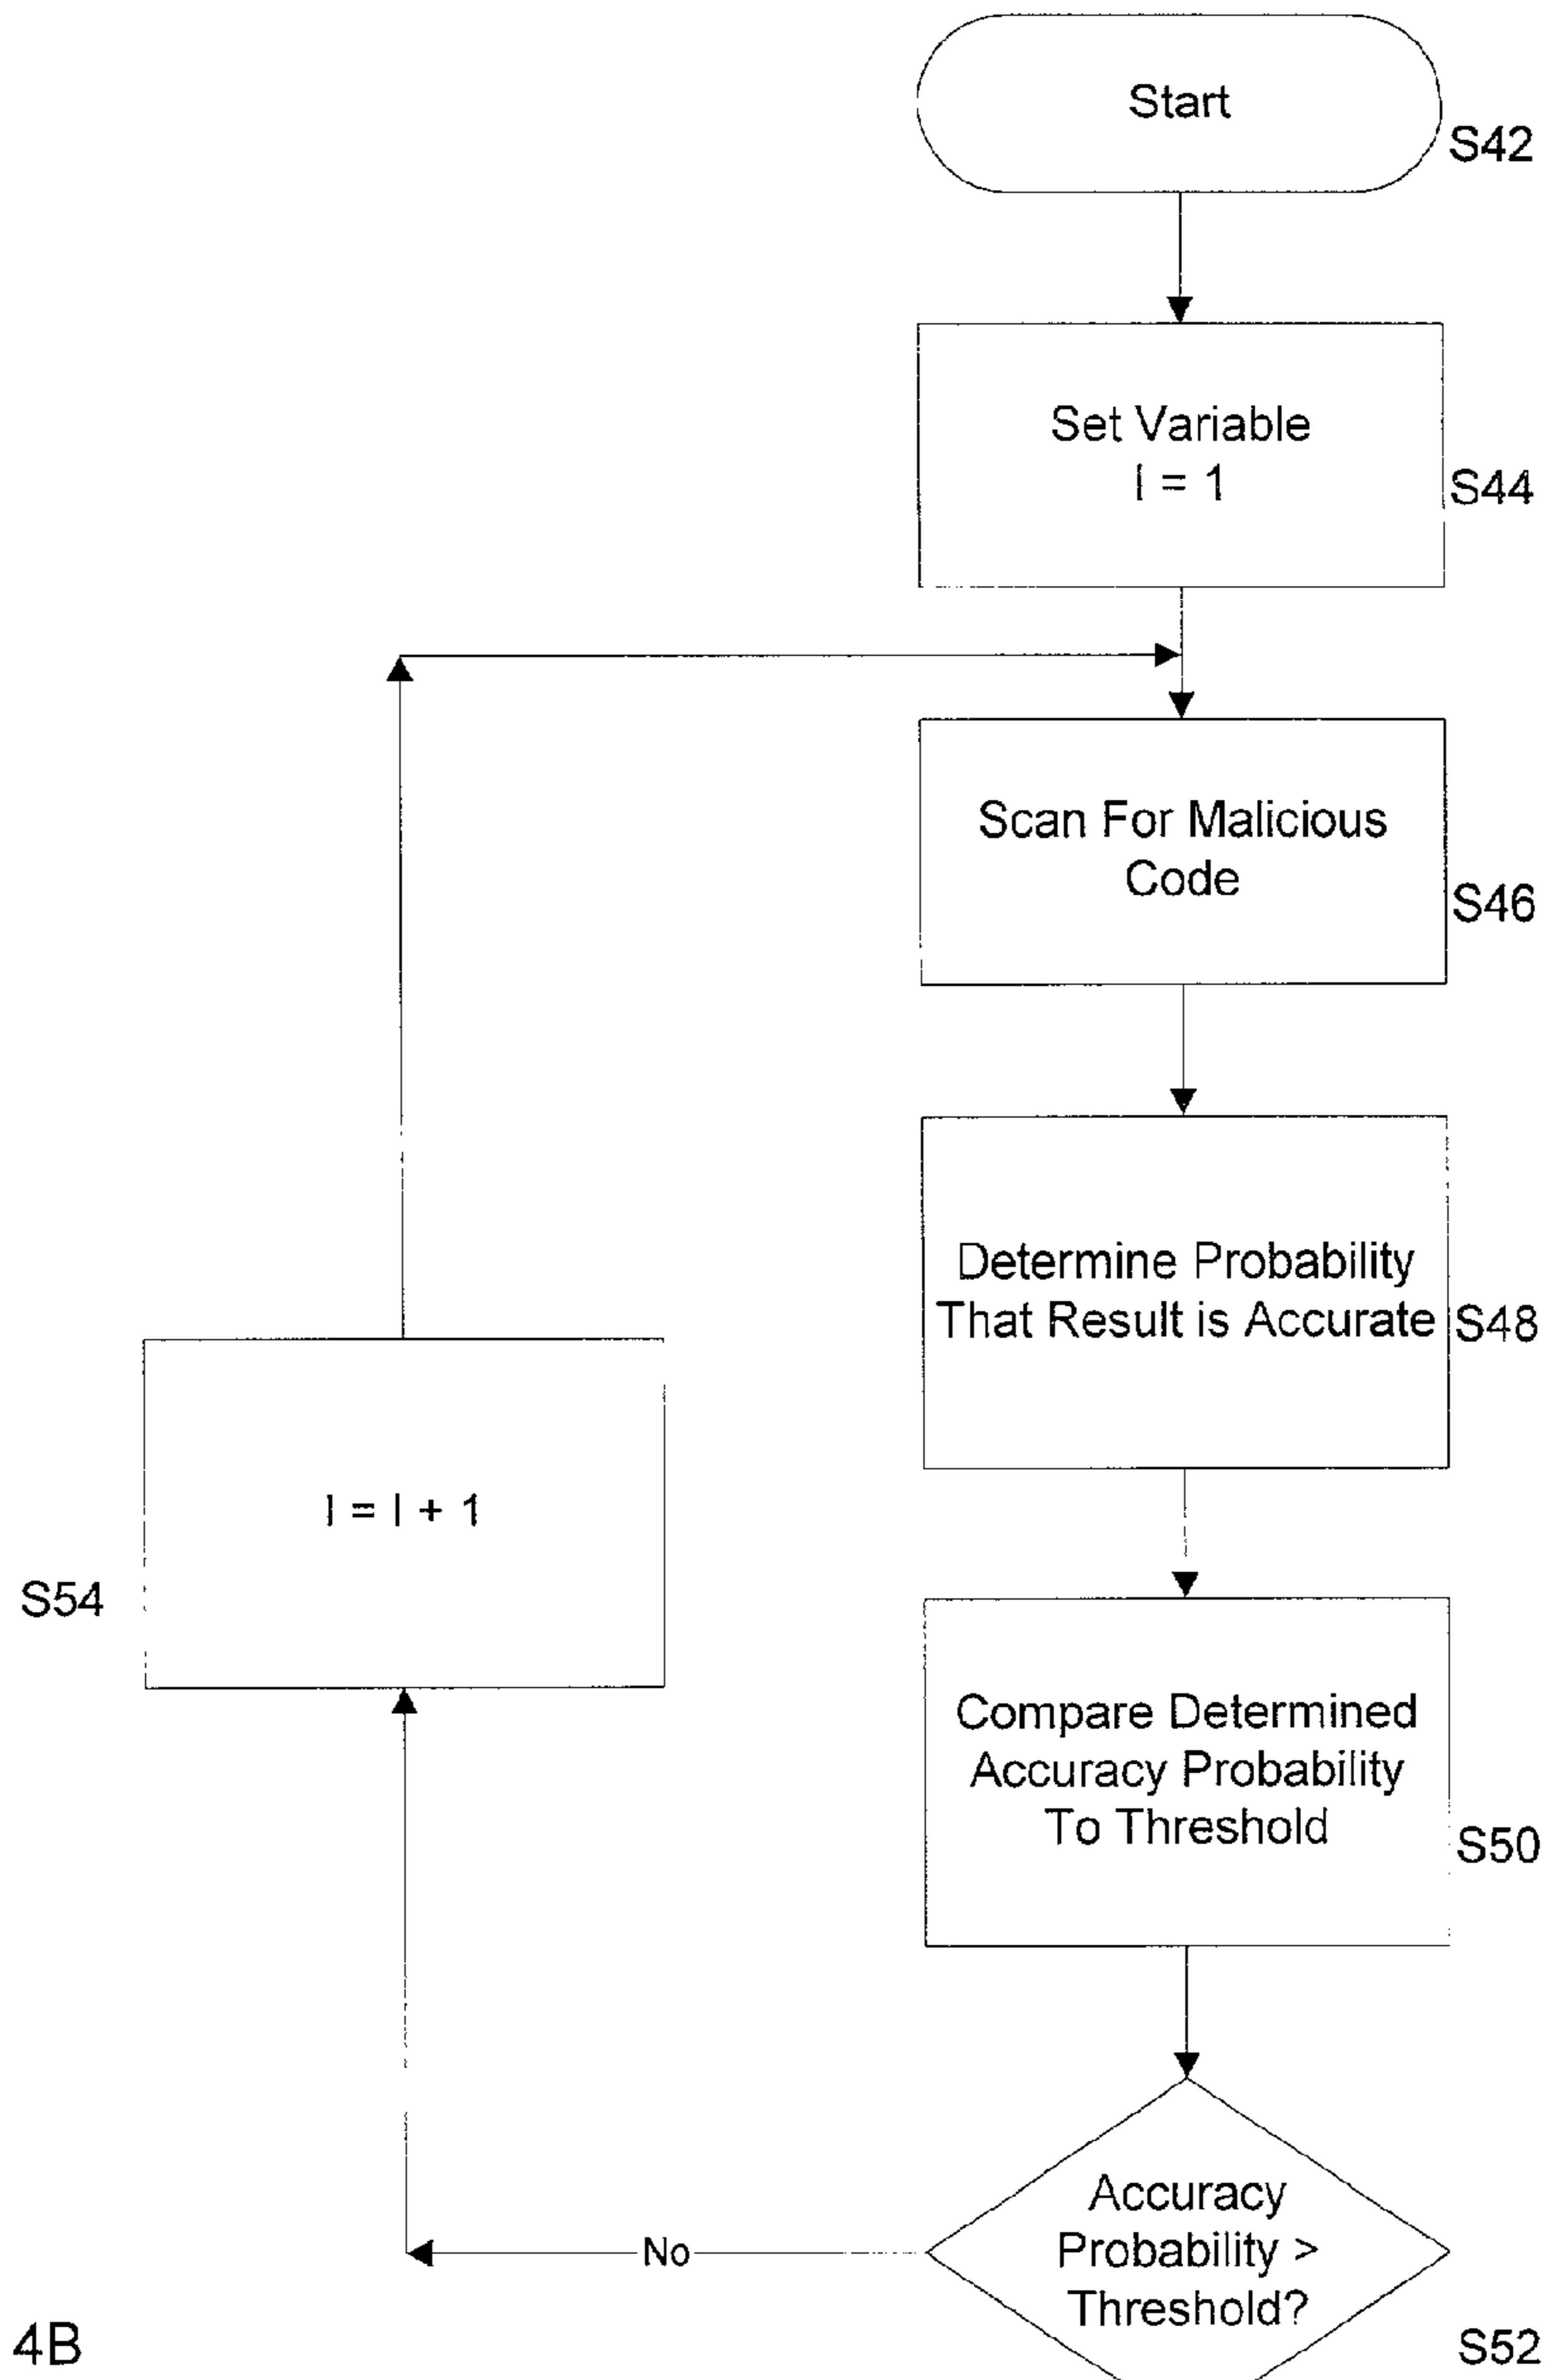 Start
S42
Set Variable
I = 1
S44
Scan For Malicious
Code
S46
Determine Probability
That Result is Accurate
S48
I = I + 1
S54
Compare Determined
Accuracy Probability
To Threshold
S50
Accuracy
Probability >
Threshold?
S52
No
4B